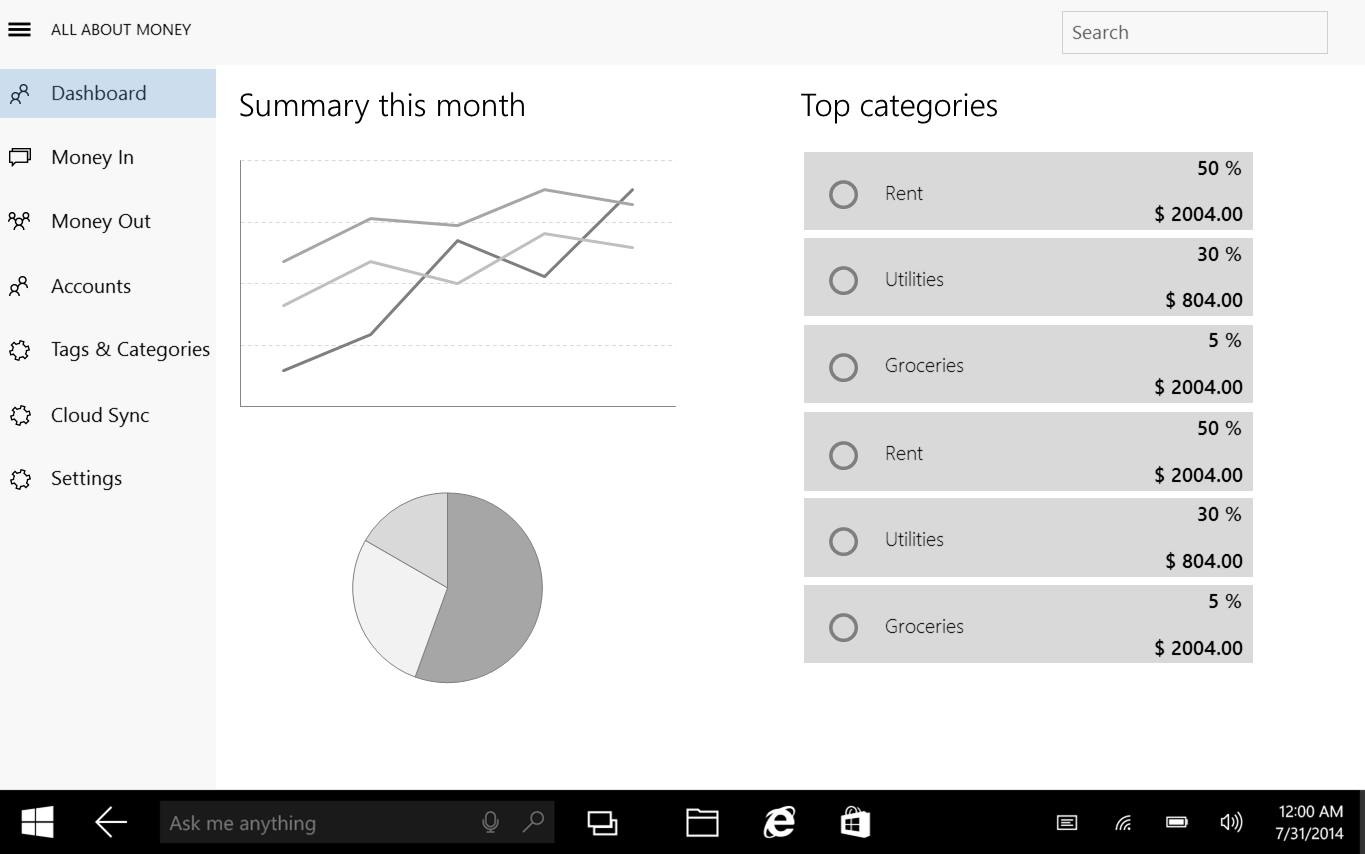 ALL ABOUT MONEY
Search
Dashboard
Money In
Money Out
Accounts
Tags & Categories
Cloud Sync
Settings
Summary this month
Top categories
50 %
Rent
$ 2004.00
30 %
Utilities
$ 804.00
5 %
Groceries
$ 2004.00
50 %
Rent
$ 2004.00
30 %
Utilities
$ 804.00
5 %
Groceries
$ 2004.00
Ask me anything
12:00 AM
7/31/2014